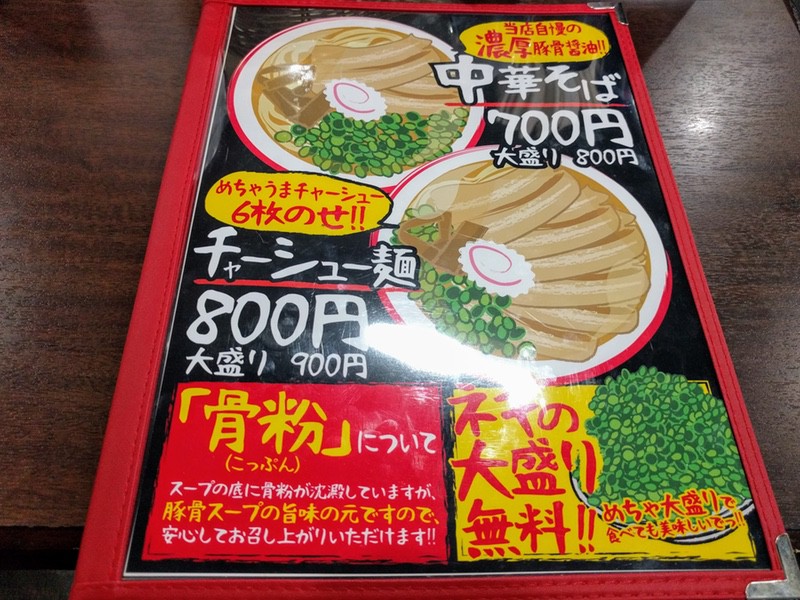 当店自慢の
濃厚豚骨醤油!!
中華そば
700円
大盛り 800円
めちゃうまチャーシュー
6枚のせ!!
チャーシュー麺
800円
大盛り 900円
「骨粉」について
(こっぷん)
スープの底に骨粉が沈澱していますが、
豚骨スープの旨味の元ですので、
安心してお召し上がりいただけます!!
ネギの
大盛り
無料!!
めちゃ大盛りで
食べても美味しいでっ!!